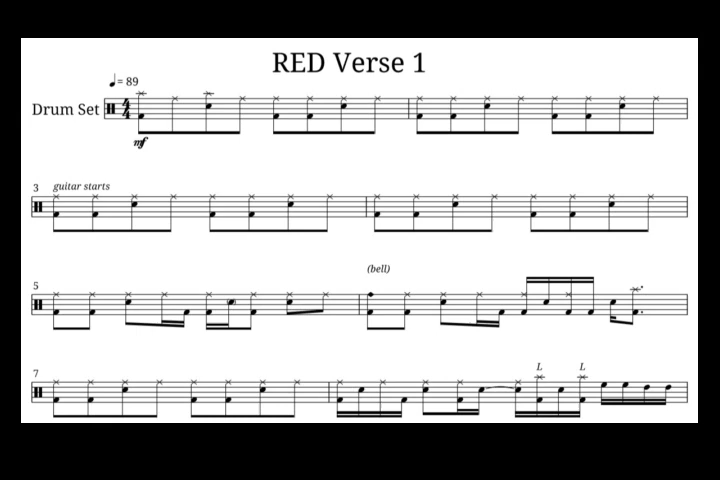 RED Verse 1
♩= 89
Drum Set
mf
3
guitar starts
(bell)
5
L L
7